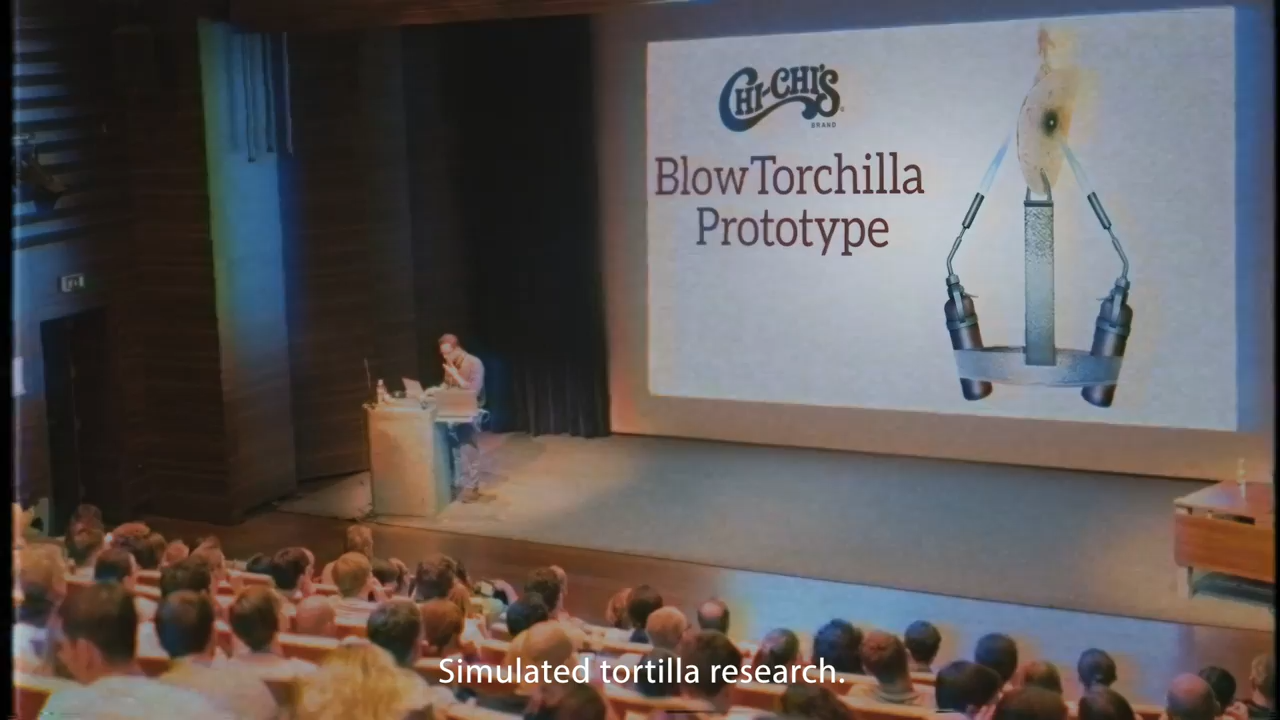 CHI-CHI'S®
BRAND
BlowTorchilla
Prototype
Simulated tortilla research.